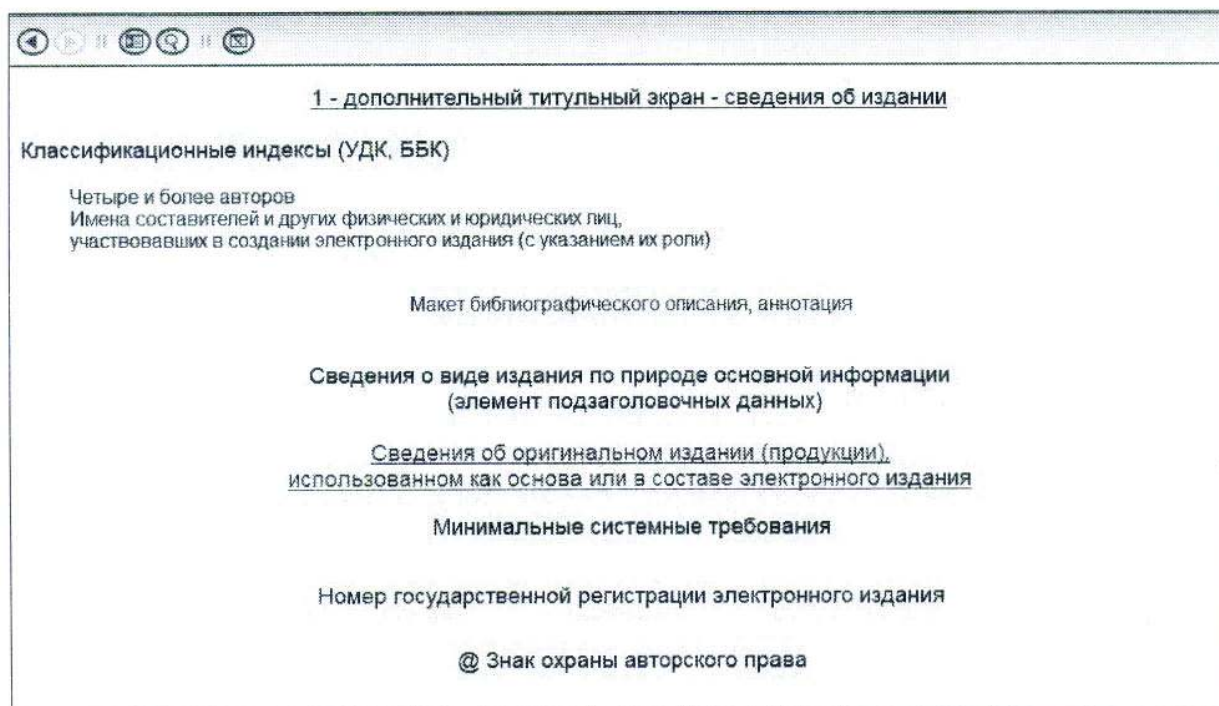 1 - дополнительный титульный экран - сведения об издании
Классификационные индексы (УДК, ББК)
Четыре и более авторов
Имена составителей и других физических и юридических лиц,
участвовавших в создании электронного издания (с указанием их роли)
Макет библиографического описания, аннотация
Сведения о виде издания по природе основной информации
(элемент подзаголовочных данных)
Сведения об оригинальном издании (продукции),
использованном как основа или в составе электронного издания
Минимальные системные требования
Номер государственной регистрации электронного издания
@ Знак охраны авторского права